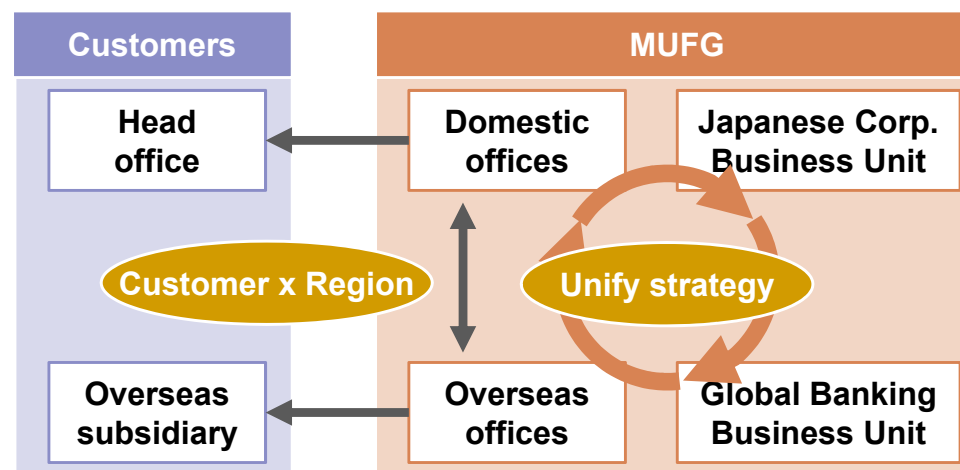 Customers
MUFG
Head
office
Domestic
offices
Japanese Corp.
Business Unit
Customer x Region
Unify strategy
Overseas
subsidiary
Overseas
offices
Global Banking
Business Unit